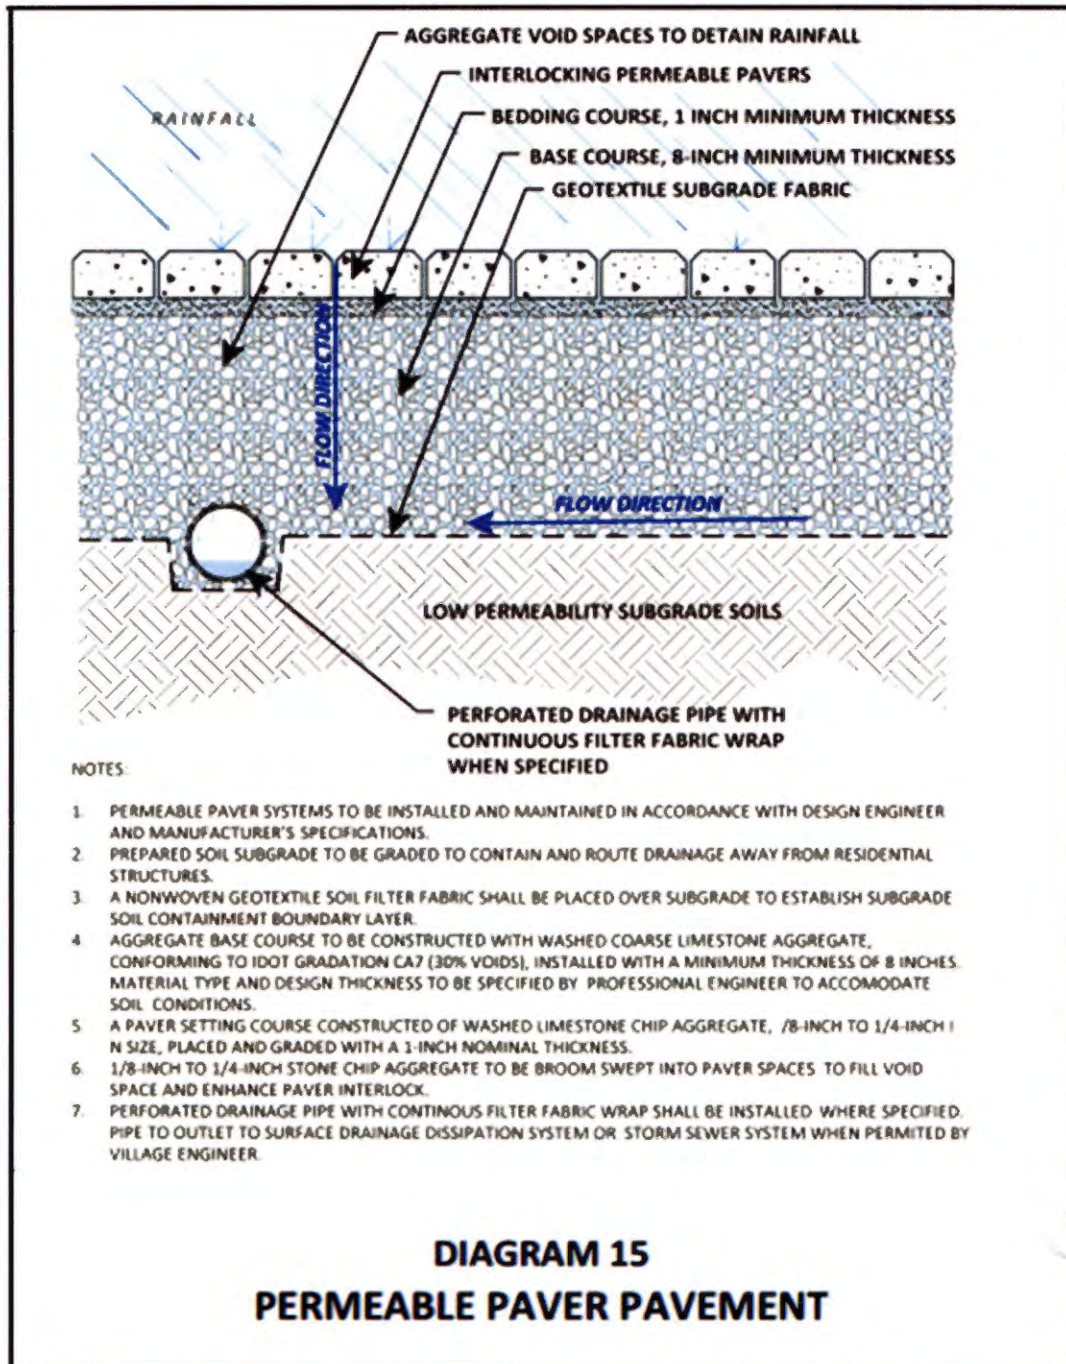 AGGREGATE VOID SPACES TO DETAIN RAINFALL
INTERLOCKING PERMEABLE PAVERS
RAINFALL
BEDDING COURSE, 1 INCH MINIMUM THICKNESS
BASE COURSE, 8-INCH MINIMUM THICKNESS
GEOTEXTILE SUBGRADE FABRIC
FLOW DIRECTION
FLOW DIRECTION
LOW PERMEABILITY SUBGRADE SOILS
PERFORATED DRAINAGE PIPE WITH
CONTINUOUS FILTER FABRIC WRAP
WHEN SPECIFIED
NOTES:
1. PERMEABLE PAVER SYSTEMS TO BE INSTALLED AND MAINTAINED IN ACCORDANCE WITH DESIGN ENGINEER
AND MANUFACTURER'S SPECIFICATIONS.
2. PREPARED SOIL SUBGRADE TO BE GRADED TO CONTAIN AND ROUTE DRAINAGE AWAY FROM RESIDENTIAL
STRUCTURES.
3. A NONWOVEN GEOTEXTILE SOIL FILTER FABRIC SHALL BE PLACED OVER SUBGRADE TO ESTABLISH SUBGRADE
SOIL CONTAINMENT BOUNDARY LAYER.
4. AGGREGATE BASE COURSE TO BE CONSTRUCTED WITH WASHED COARSE LIMESTONE AGGREGATE,
CONFORMING TO IDOT GRADATION CA7 (30% VOIDS), INSTALLED WITH A MINIMUM THICKNESS OF 8 INCHES.
MATERIAL TYPE AND DESIGN THICKNESS TO BE SPECIFIED BY PROFESSIONAL ENGINEER TO ACCOMODATE
SOIL CONDITIONS.
5. A PAVER SETTING COURSE CONSTRUCTED OF WASHED LIMESTONE CHIP AGGREGATE, /8-INCH TO 1/4-INCH I
N SIZE, PLACED AND GRADED WITH A 1-INCH NOMINAL THICKNESS.
6. 1/8-INCH TO 1/4-INCH STONE CHIP AGGREGATE TO BE BROOM SWEPT INTO PAVER SPACES TO FILL VOID
SPACE AND ENHANCE PAVER INTERLOCK.
7. PERFORATED DRAINAGE PIPE WITH CONTINOUS FILTER FABRIC WRAP SHALL BE INSTALLED WHERE SPECIFIED.
PIPE TO OUTLET TO SURFACE DRAINAGE DISSIPATION SYSTEM OR STORM SEWER SYSTEM WHEN PERMITED BY
VILLAGE ENGINEER.
DIAGRAM 15
PERMEABLE PAVER PAVEMENT